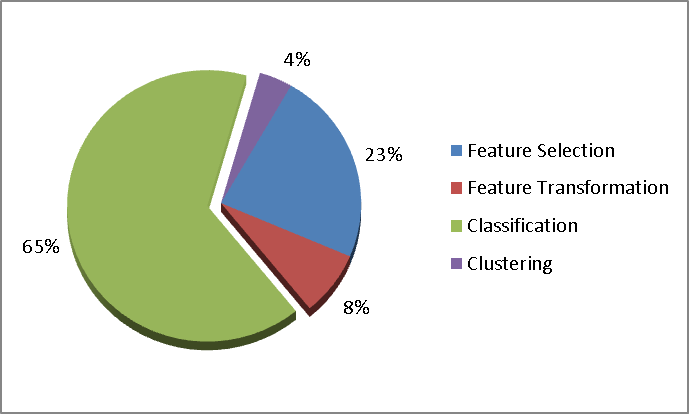 4%
23%
65%
8%
Feature Selection
Feature Transformation
Classification
Clustering